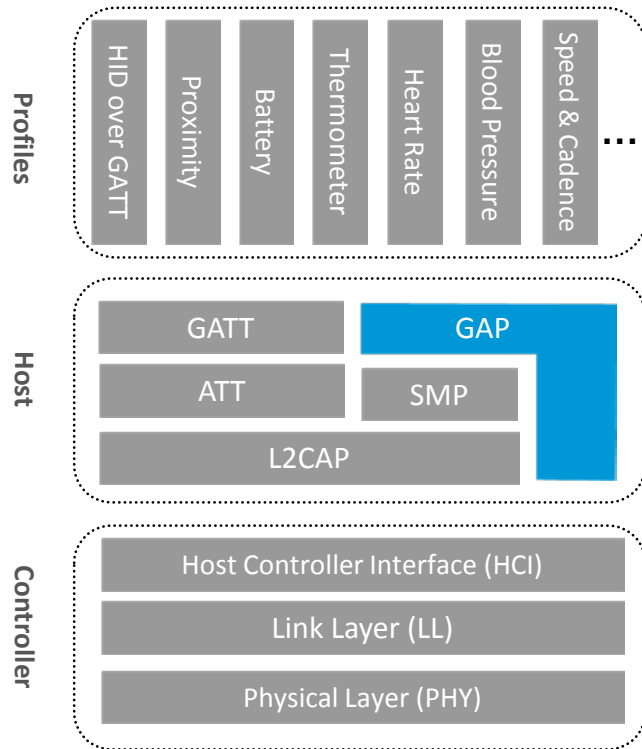 Profiles
HID over GATT
Proximity
Battery
Thermometer
Heart Rate
Blood Pressure
Speed & Cadence
...
Host
GATT
GAP
ATT
SMP
L2CAP
Controller
Host Controller Interface (HCI)
Link Layer (LL)
Physical Layer (PHY)